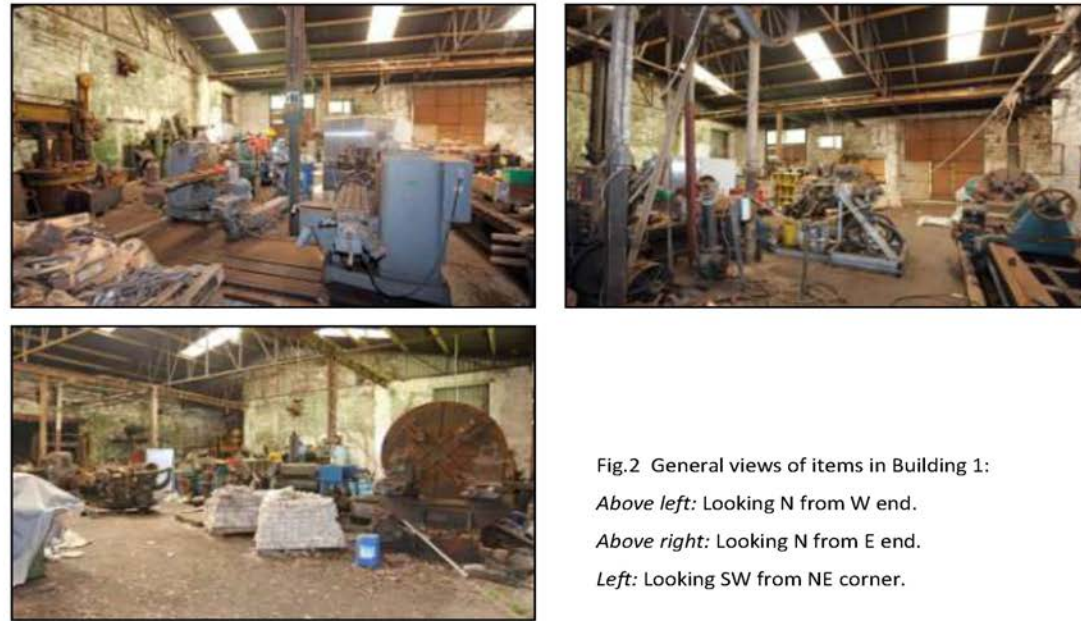 Fig.2 General views of items in Building 1:
Above left: Looking N from W end.
Above right: Looking N from E end.
Left: Looking SW from NE corner.